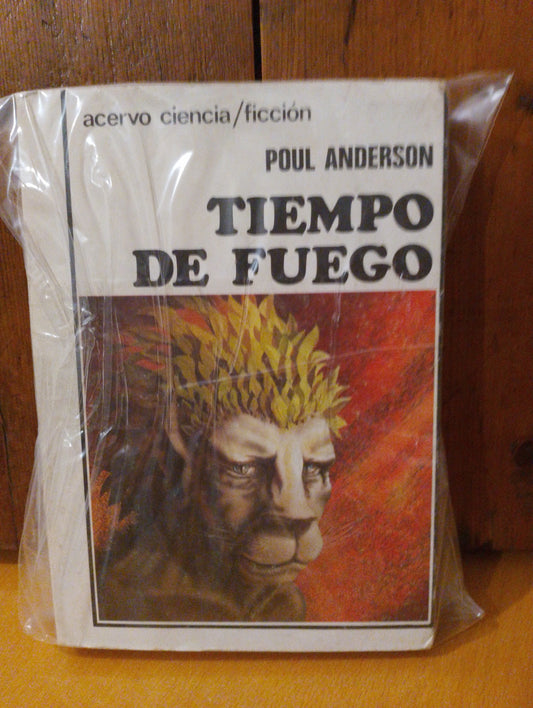 acervo ciencia/ficción
POUL ANDERSON
TIEMPO
DE FUEGO